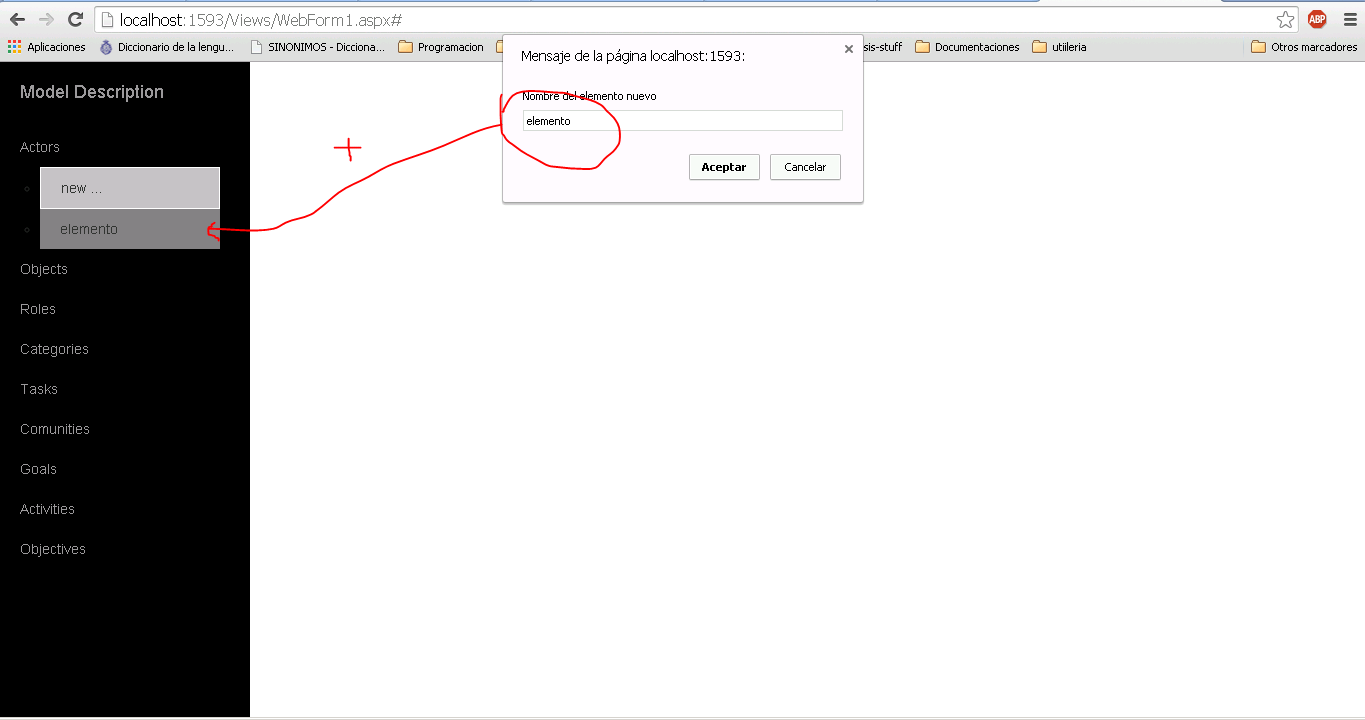 localhost:1593/Views/WebForm1.aspx#
ABP
Aplicaciones
Diccionario de la lengu...
SINONIMOS - Dicciona...
Programacion
sis-stuff
Documentaciones
utiileria
Otros marcadores
Mensaje de la página localhost:1593:
Nombre del elemento nuevo
elemento
Aceptar
Cancelar
Model Description
Actors
new ...
elemento
Objects
Roles
Categories
Tasks
Comunities
Goals
Activities
Objectives